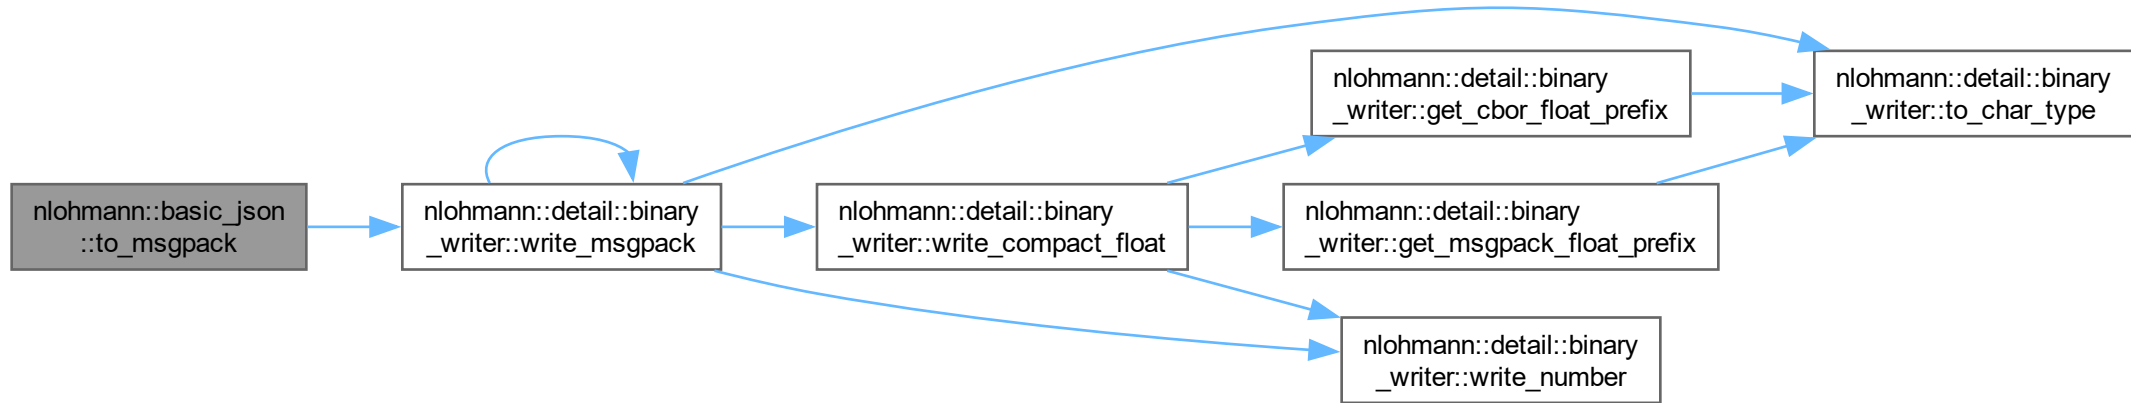 nlohmann::basic_json
::to_msgpack
nlohmann::detail::binary
_writer::write_msgpack
nlohmann::detail::binary
_writer::write_compact_float
nlohmann::detail::binary
_writer::get_cbor_float_prefix
nlohmann::detail::binary
_writer::get_msgpack_float_prefix
nlohmann::detail::binary
_writer::write_number
nlohmann::detail::binary
_writer::to_char_type